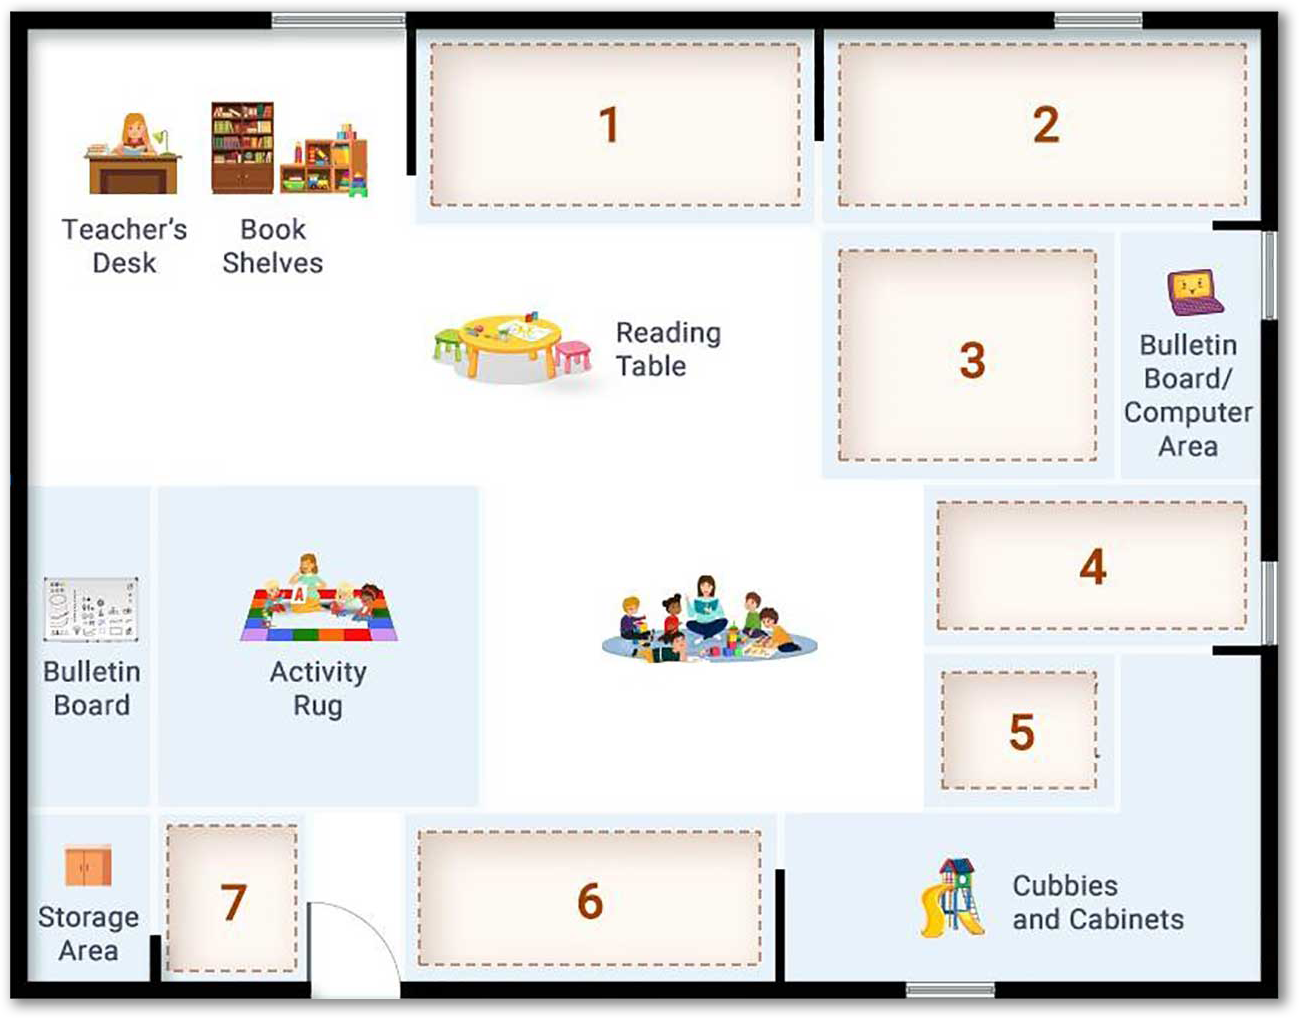 1
2
Teacher's
Desk
Book
Shelves
Reading
Table
3
Bulletin
Board/
Computer
Area
4
A
Bulletin
Board
Activity
Rug
5
7
6
Storage
Area
Cubbies
and Cabinets